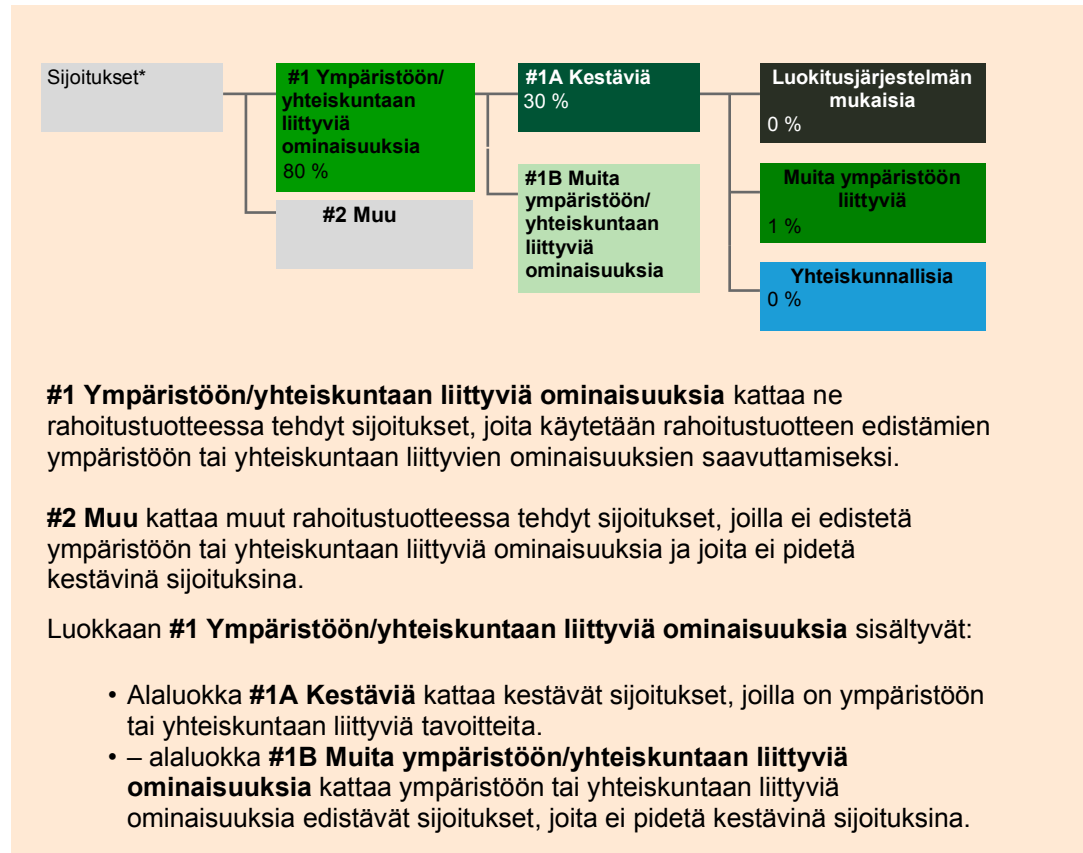 Sijoitukset*
#1 Ympäristöön/
yhteiskuntaan
liittyviä
ominaisuuksia
80 %
#2 Muu
#1A Kestäviä
30 %
#1B Muita
ympäristöön/
yhteiskuntaan
liittyviä
ominaisuuksia
Luokitusjärjestelmän
mukaisia
0 %
Muita ympäristöön
liittyviä
1 %
Yhteiskunnallisia
0 %
#1 Ympäristöön/yhteiskuntaan liittyviä ominaisuuksia kattaa ne
rahoitustuotteessa tehdyt sijoitukset, joita käytetään rahoitustuotteen edistämien
ympäristöön tai yhteiskuntaan liittyvien ominaisuuksien saavuttamiseksi.
#2 Muu kattaa muut rahoitustuotteessa tehdyt sijoitukset, joilla ei edistetä
ympäristöön tai yhteiskuntaan liittyviä ominaisuuksia ja joita ei pidetä
kestävinä sijoituksina.
Luokkaan #1 Ympäristöön/yhteiskuntaan liittyviä ominaisuuksia sisältyvät:
• Alaluokka #1A Kestäviä kattaa kestävät sijoitukset, joilla on ympäristöön
tai yhteiskuntaan liittyviä tavoitteita.
• – alaluokka #1B Muita ympäristöön/yhteiskuntaan liittyviä
ominaisuuksia kattaa ympäristöön tai yhteiskuntaan liittyviä
ominaisuuksia edistävät sijoitukset, joita ei pidetä kestävinä sijoituksina.